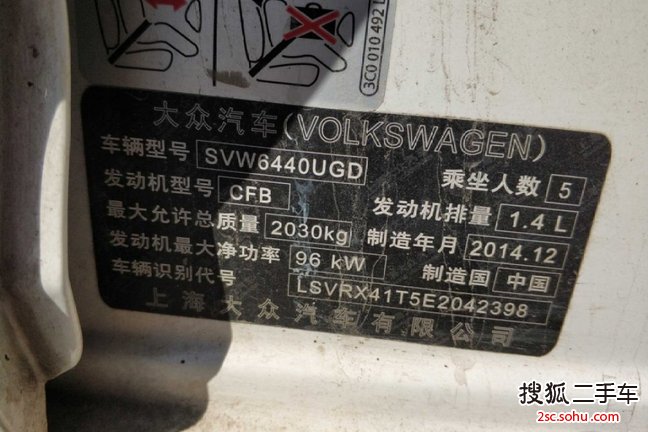 3C0 010 492
大众汽车(VOLKSWAGEN)
车辆型号 SVW6440UGD 乘坐人数 5
发动机型号 CFB 发动机排量 1.4 L
最大允许总质量 2030kg 制造年月 2014.12
发动机最大净功率 96 kW 制造国 中国
车辆识别代号 LSVRX41T5E2042398
上海大众汽车有限公司
搜狐二手车
2sc.sohu.com